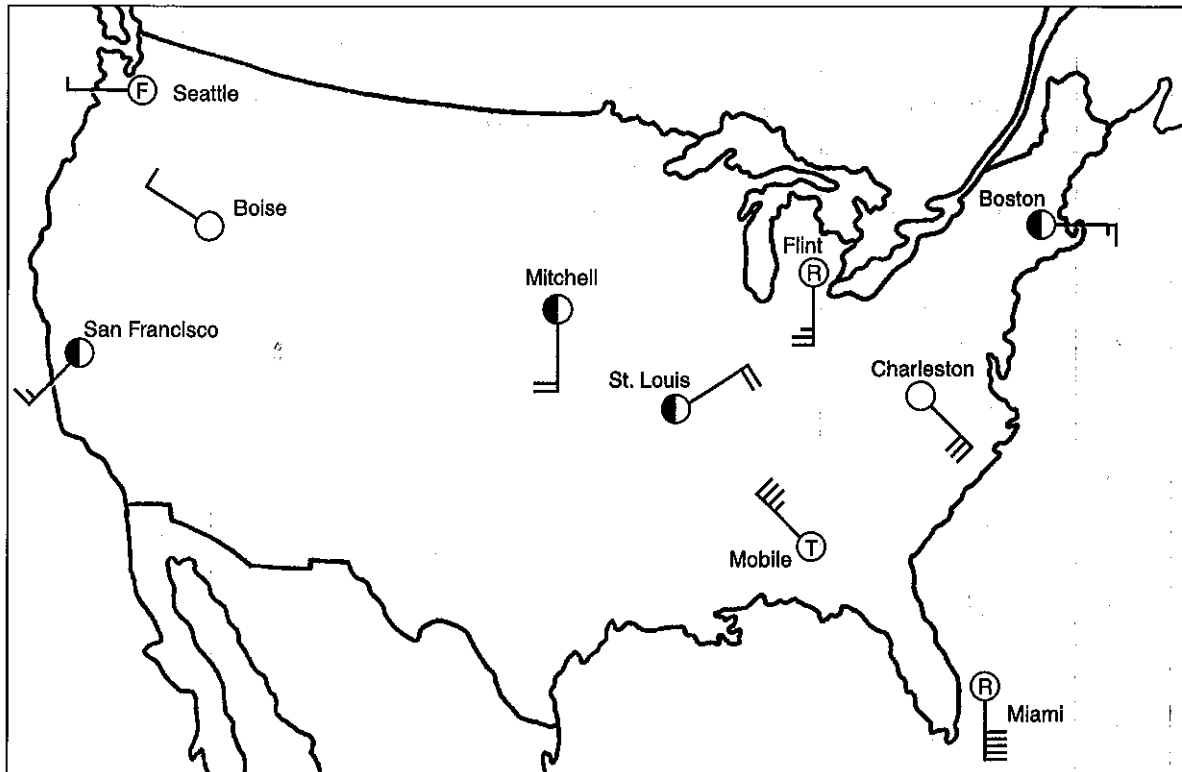 F Seattle
Boise
Boston
Flint
R
Mitchell
San Francisco
St. Louis
Charleston
Mobile T
R
Miami